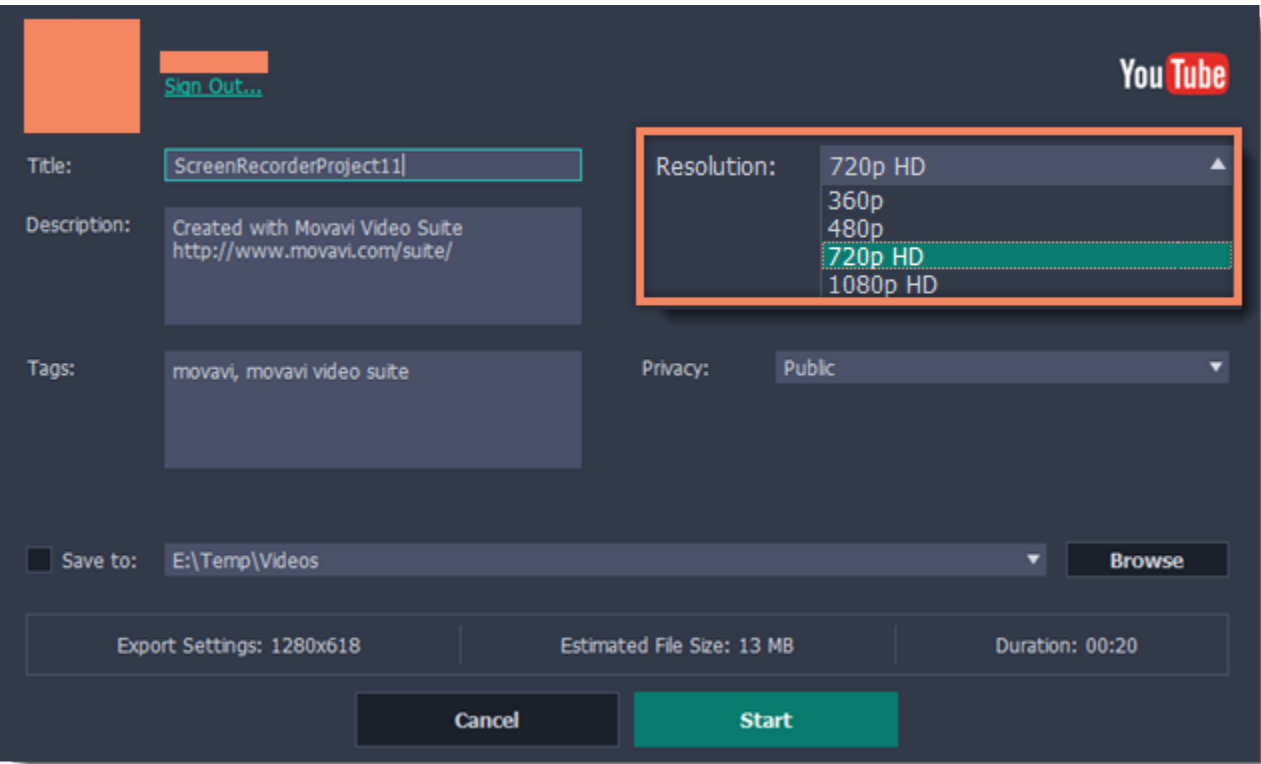 Sign Out...
YouTube
Title:
ScreenRecorderProject11
Resolution:
720p HD
360p
480p
720p HD
1080p HD
Description:
Created with Movavi Video Suite
http://www.movavi.com/suite/
Tags:
movavi, movavi video suite
Privacy:
Public
Save to:
E:\Temp\Videos
Browse
Export Settings: 1280x618
Estimated File Size: 13 MB
Duration: 00:20
Cancel
Start